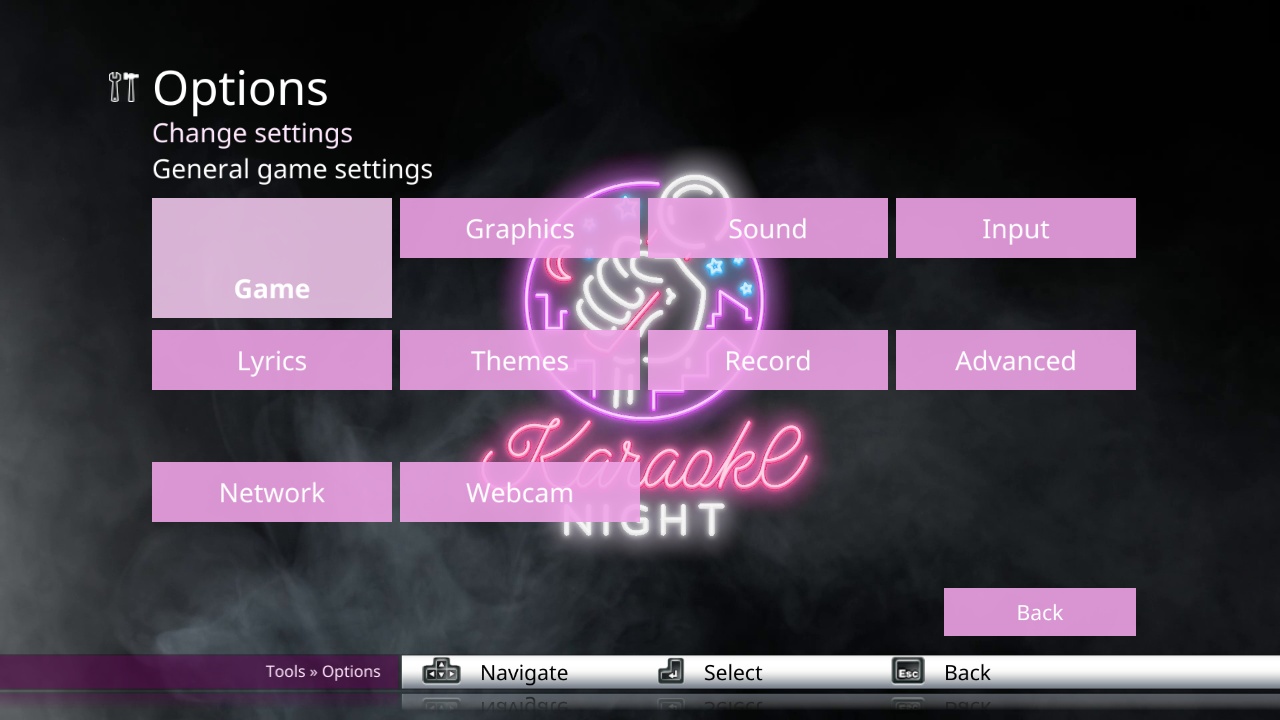 Options
Change settings
General game settings
Game
Graphics
Sound
Input
Lyrics
Themes
Record
Advanced
Karaoke
Network
Webcam
NIGHT
Back
Tools » Options
Navigate
Select
Esc
Back